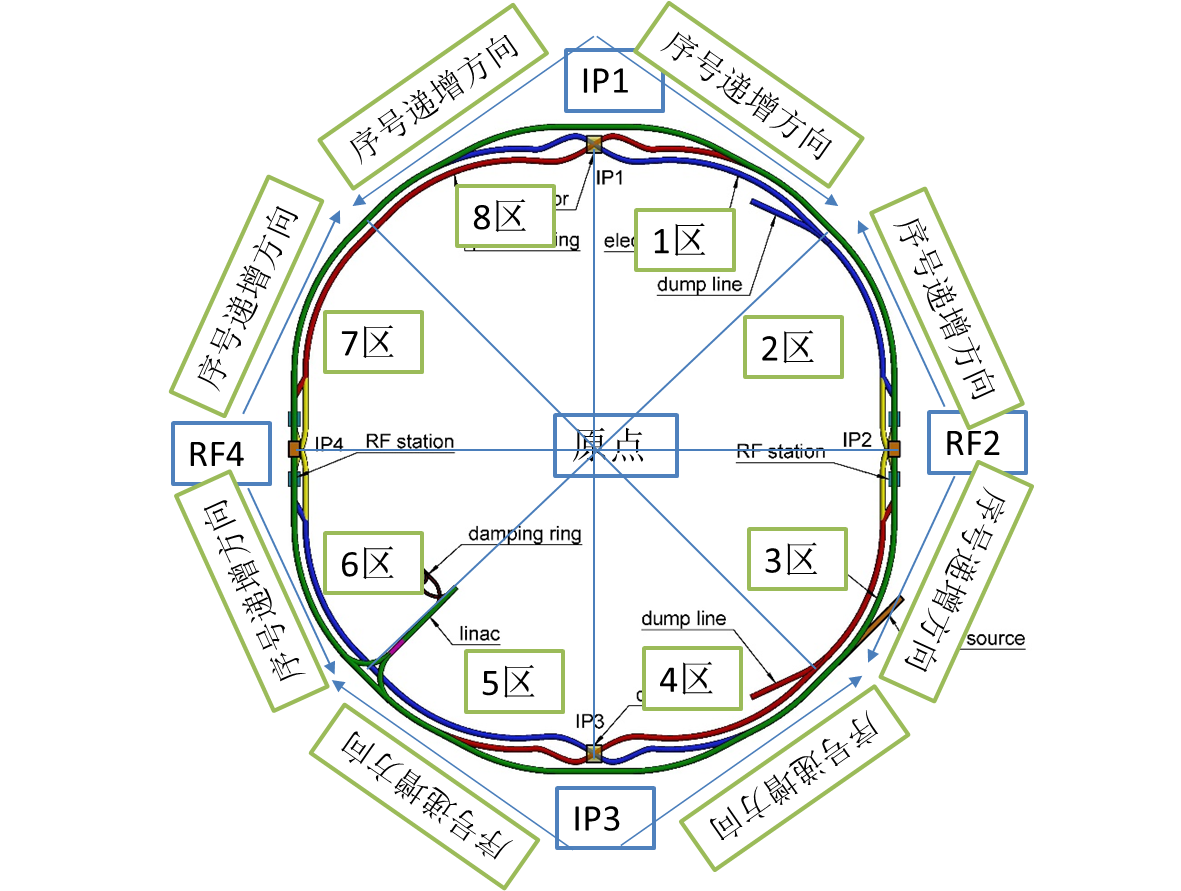 序号递增方向
IP1
序号递增方向
IP1
8区
or
ring
1区
elec
dump line
序号递增方向
序号递增方向
7区
2区
RF4
IP4
RF station
原点
IP2
RF station
RF2
序号递增方向
6区
damping ring
3区
序号递增方向
linac
dump line
source
5区
4区
IP3
序号递增方向
IP3
序号递增方向